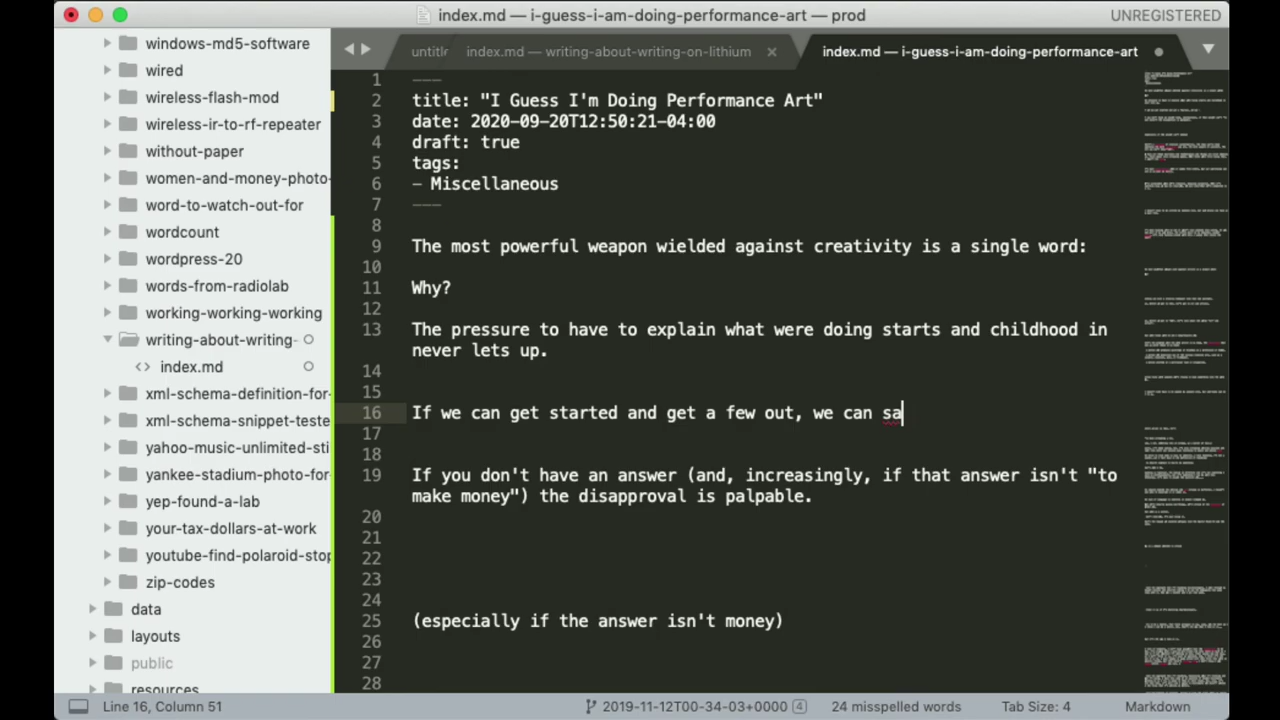 index.md — i-guess-i-am-doing-performance-art — prod
UNREGISTERED
windows-md5-software
wired
wireless-flash-mod
wireless-ir-to-rf-repeater
without-paper
women-and-money-photo-
word-to-watch-out-for
wordcount
wordpress-20
words-from-radiolab
working-working-working
writing-about-writing-
<> index.md
xml-schema-definition-for-
xml-schema-snippet-teste
yahoo-music-unlimited-sti
yankee-stadium-photo-for-
yep-found-a-lab
your-tax-dollars-at-work
youtube-find-polaroid-stop
zip-codes
data
layouts
public
resources
untitle
index.md — writing-about-writing-on-lithium ×
index.md — i-guess-i-am-doing-performance-art
1 ---
2 title: "I Guess I'm Doing Performance Art"
3 date: 2020-09-20T12:50:21-04:00
4 draft: true
5 tags:
6 - Miscellaneous
7 ---
8
9 The most powerful weapon wielded against creativity is a single word:
10
11 Why?
12
13 The pressure to have to explain what were doing starts and childhood in
never lets up.
14
15
16 If we can get started and get a few out, we can sa
17
18
19 If you don't have an answer (and, increasingly, if that answer isn't "to
make money") the disapproval is palpable.
20
21
22
23
24
25 (especially if the answer isn't money)
26
27
28
Line 16, Column 51
2019-11-12T00-34-03+0000 4
24 misspelled words
Tab Size: 4
Markdown